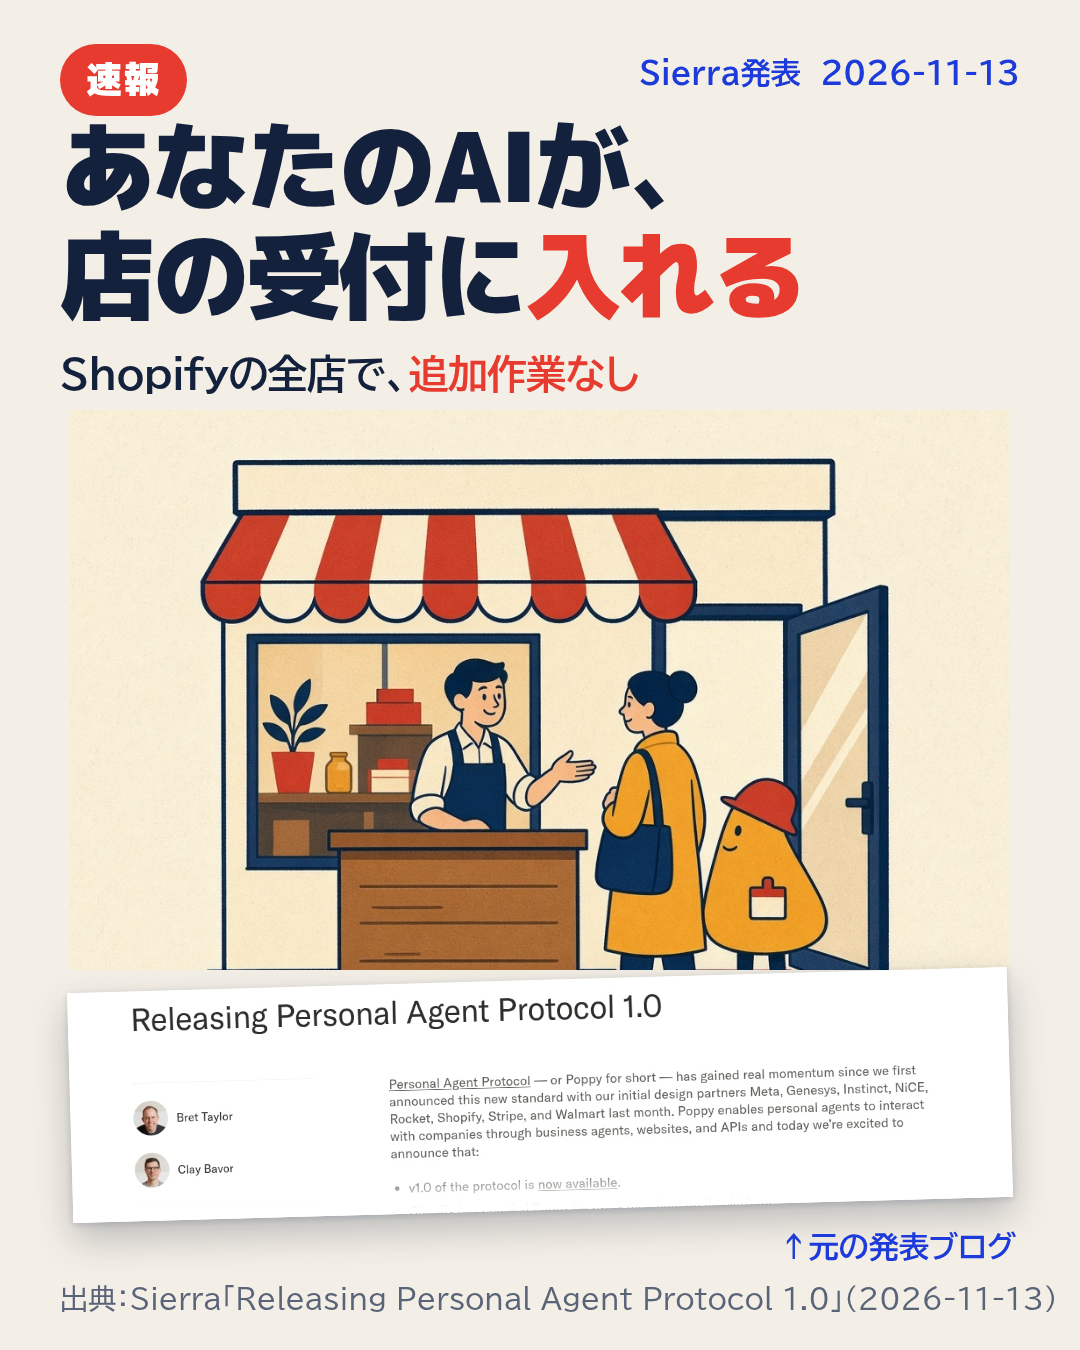 速報
Sierra発表 2026-11-13
あなたのAIが、
店の受付に入れる
Shopifyの全店で、追加作業なし
Releasing Personal Agent Protocol 1.0
Bret Taylor
Clay Bavor
Personal Agent Protocol — or Poppy for short — has gained real momentum since we first
announced this new standard with our initial design partners Meta, Genesys, Instinct, NiCE,
Rocket, Shopify, Stripe, and Walmart last month. Poppy enables personal agents to interact
with companies through business agents, websites, and APIs and today we're excited to
announce that:
• v1.0 of the protocol is now available.
↑元の発表ブログ
出典：Sierra「Releasing Personal Agent Protocol 1.0」（2026-11-13）